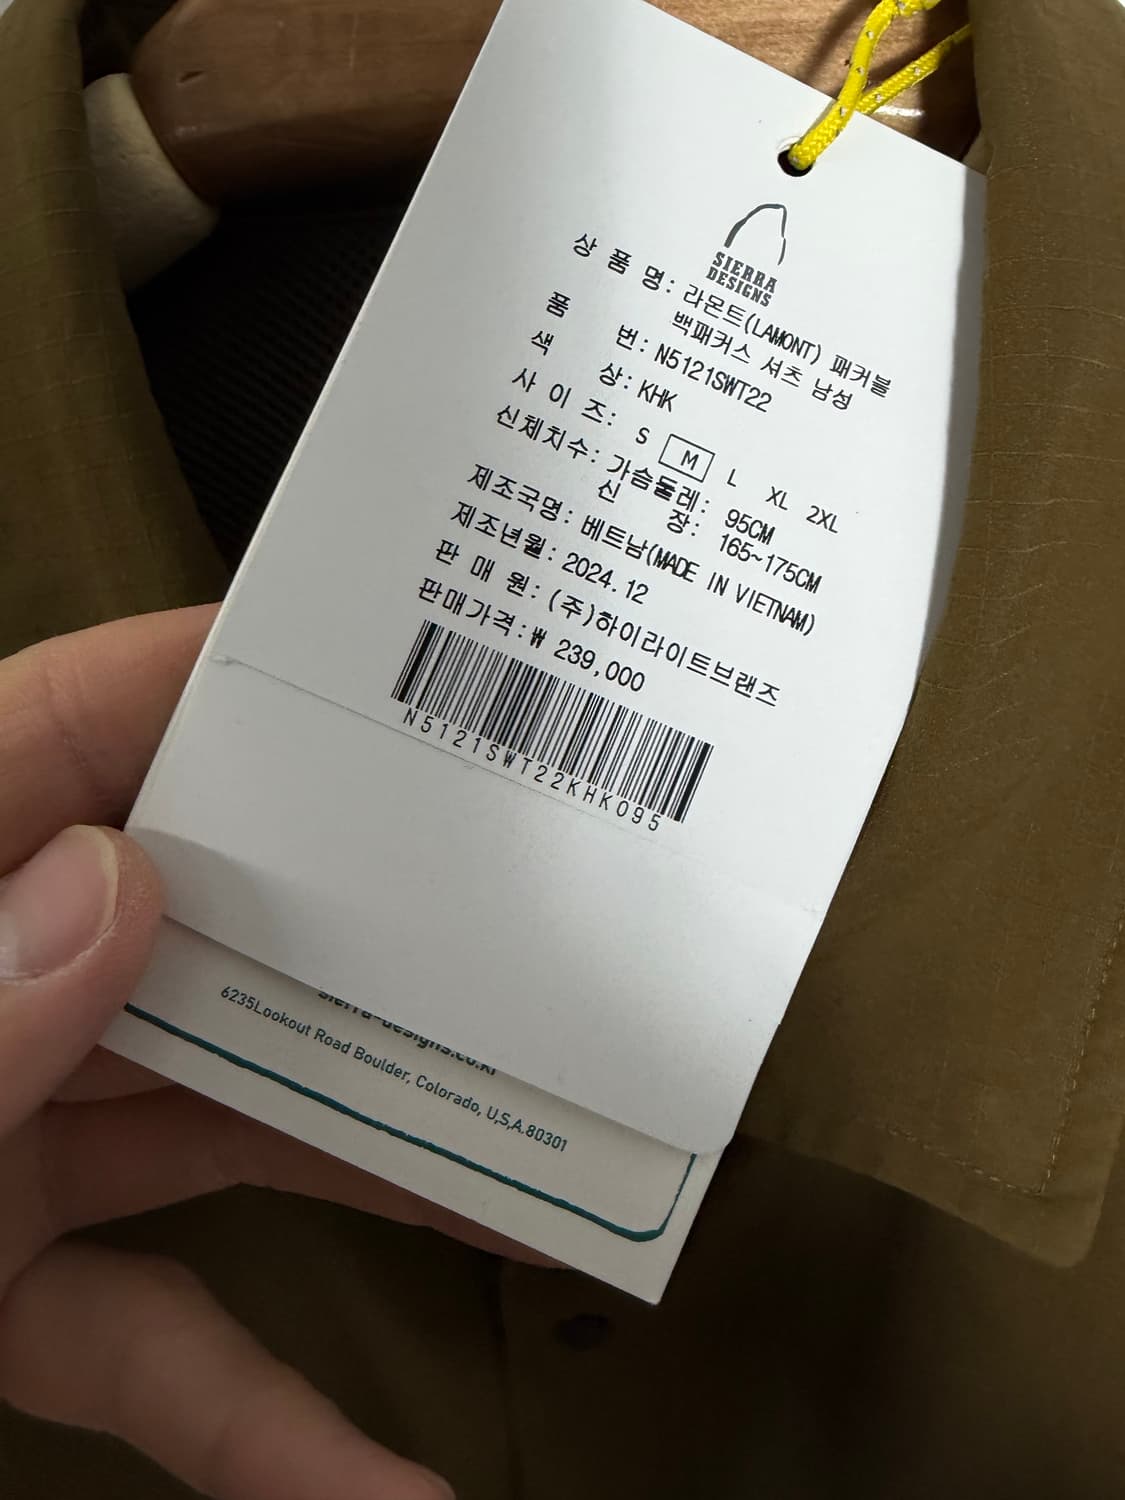 SIERRA
DESIGNS
상 품 명: 라몬트(LAMONT) 패커블
백패커스 셔츠 남성
품 번: N5121SWT22
색 상: KHK
사 이 즈: S M L XL 2XL
신체치수: 가슴둘레: 95CM
신 장: 165~175CM
제조국명: 베트남(MADE IN VIETNAM)
제조년월: 2024.12
판 매 원: (주)하이라이트브랜즈
판매가격:₩ 239,000
N5121SWT22KHK095
sierra-designs.co.kr
6235Lookout Road Boulder, Colorado, U,S,A.80301